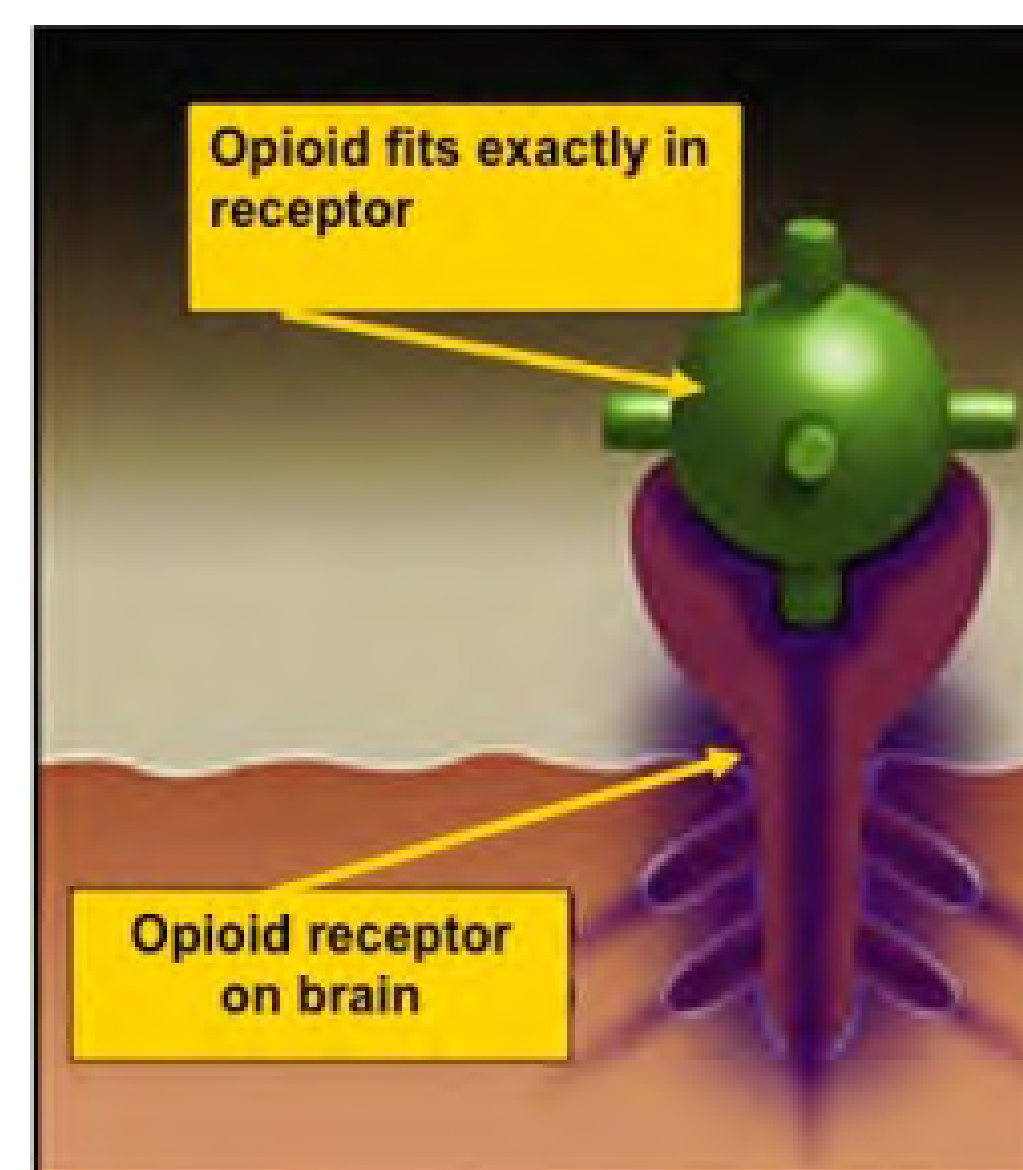 Opioid fits exactly in
receptor
Opioid receptor
on brain